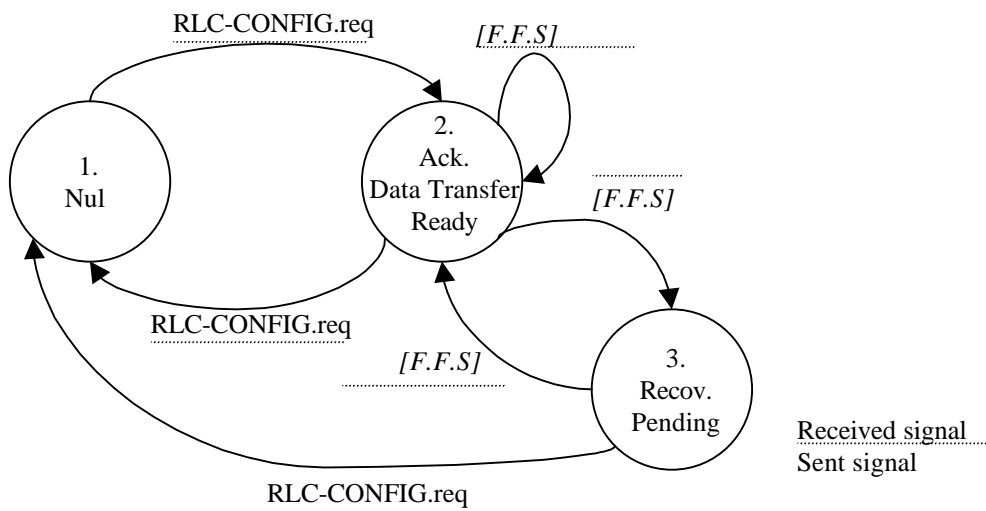 RLC-CONFIG.req
[F.F.S]
1.
Nul
2.
Ack.
Data Transfer
Ready
[F.F.S]
RLC-CONFIG.req
[F.F.S]
3.
Recov.
Pending
Received signal
Sent signal
RLC-CONFIG.req